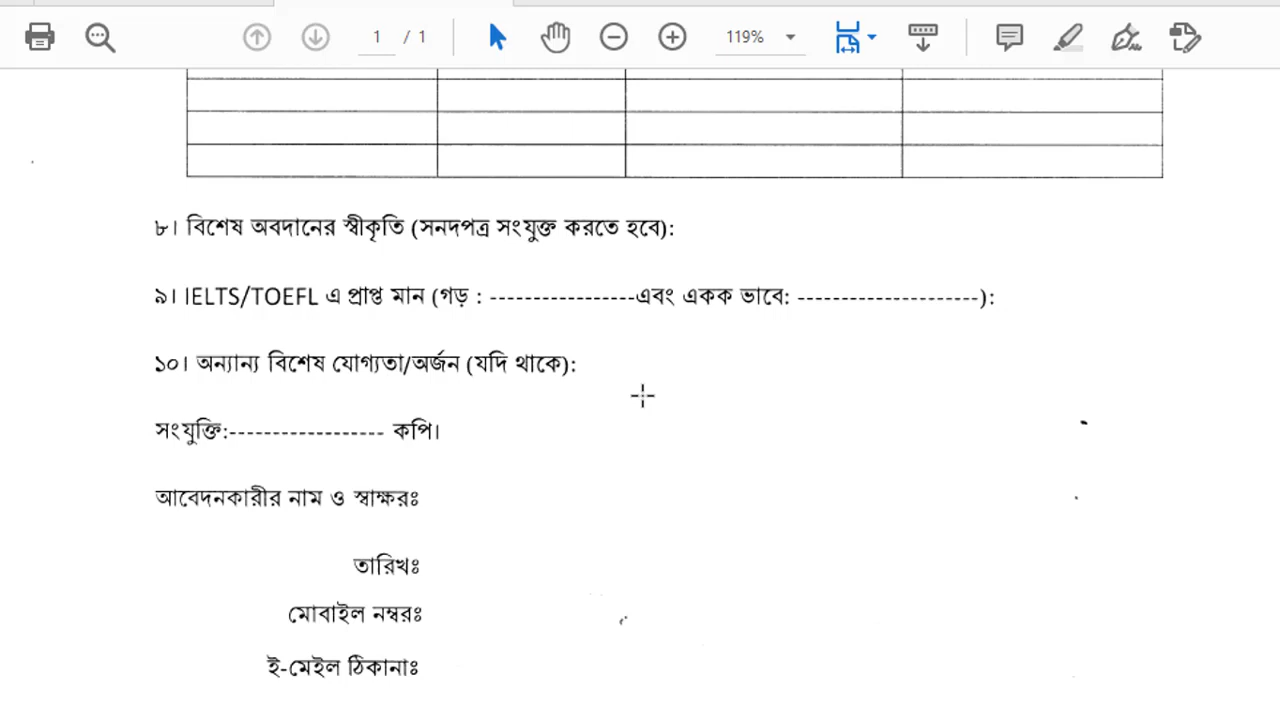 1 / 1 119%
৮। বিশেষ অবদানের স্বীকৃতি (সনদপত্র সংযুক্ত করতে হবে):
৯। IELTS/TOEFL এ প্রাপ্ত মান (গড় : -----------------এবং একক ভাবে: ---------------------):
১০। অন্যান্য বিশেষ যোগ্যতা/অর্জন (যদি থাকে):
সংযুক্তি:------------------ কপি।
আবেদনকারীর নাম ও স্বাক্ষরঃ
তারিখঃ
মোবাইল নম্বরঃ
ই-মেইল ঠিকানাঃ